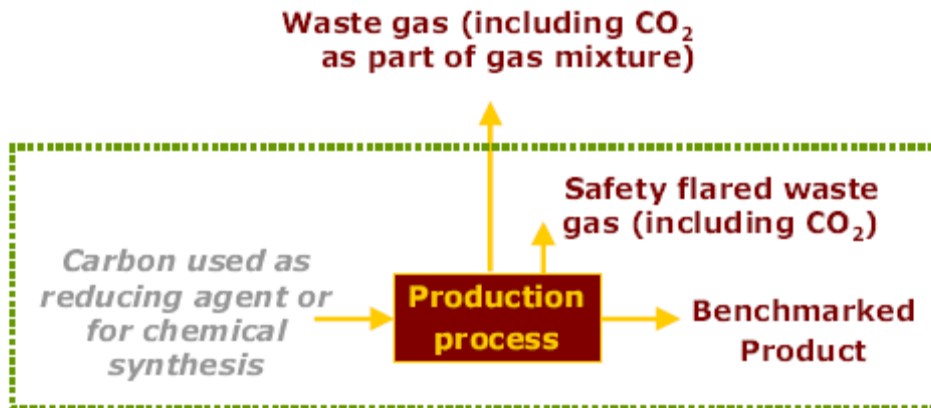 Waste gas (including CO₂
as part of gas mixture)
Safety flared waste
gas (including CO₂)
Carbon used as
reducing agent or
for chemical
synthesis
Production
process
Benchmarked
Product